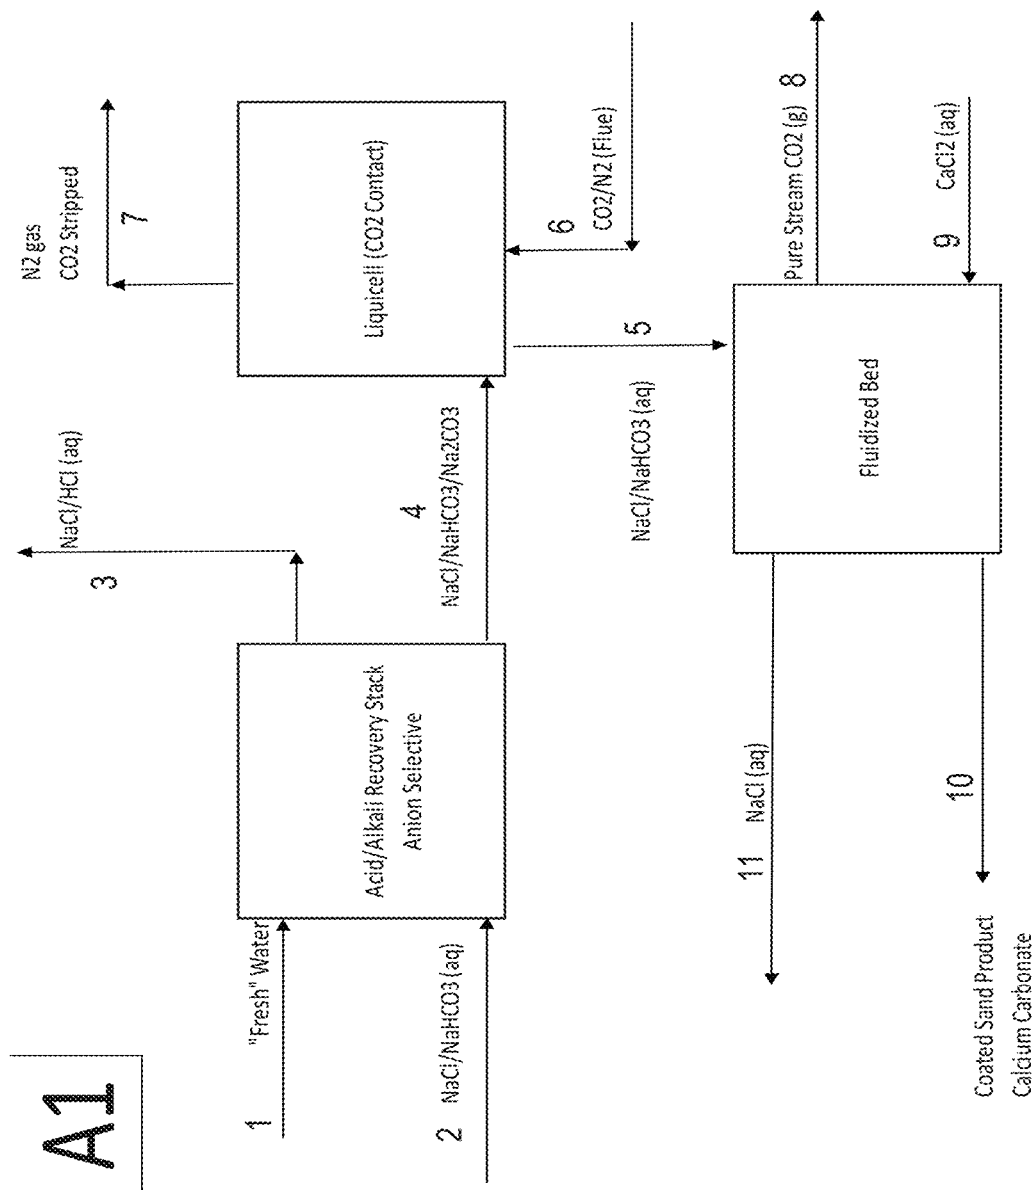 A1
1
"Fresh" Water
2
NaCl/NaHCO3 (aq)
Acid/Alkali Recovery Stack
Anion Selective
3
NaCl/HCl (aq)
4
NaCl/NaHCO3/Na2CO3
N2 gas
CO2 Stripped
7
Liquicell (CO2 Contact)
6
CO2/N2 (Flue)
5
NaCl/NaHCO3 (aq)
Pure Stream CO2 (g)
8
CaCl2 (aq)
9
Fluidized Bed
11
NaCl (aq)
10
Coated Sand Product
Calcium Carbonate